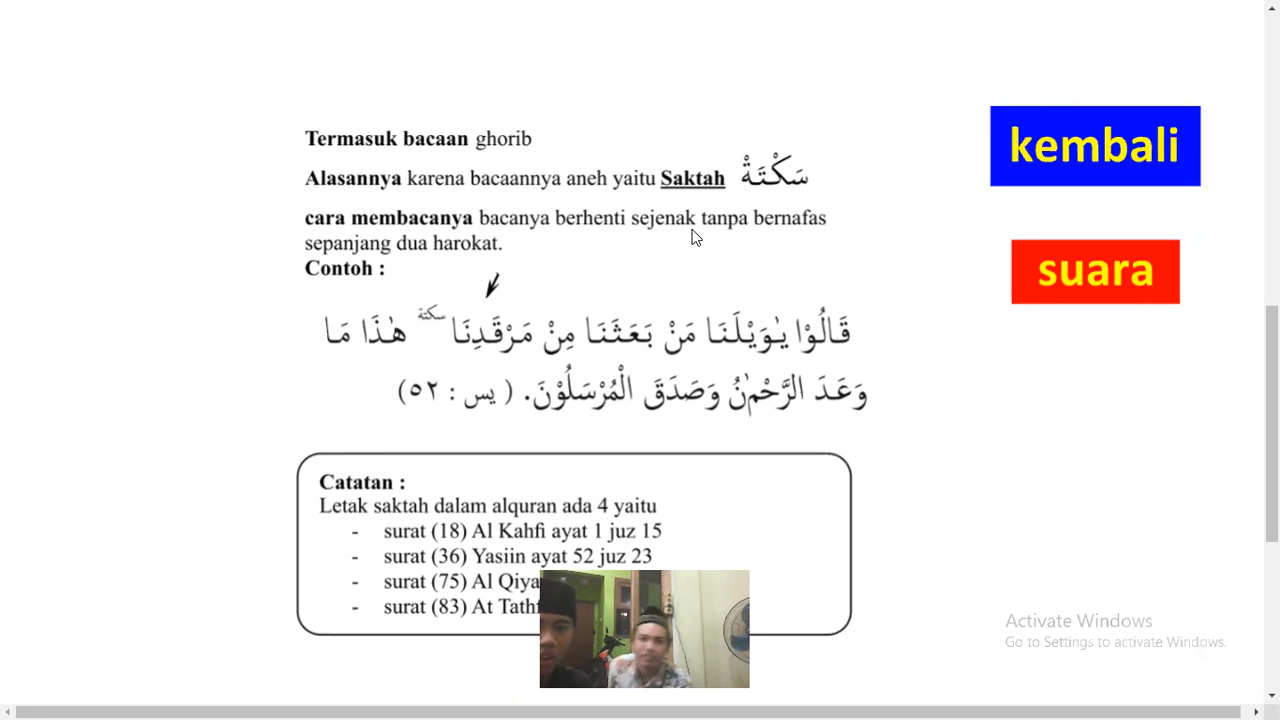 Termasuk bacaan ghorib
Alasannya karena bacaannya aneh yaitu Saktah سَكْتَةْ
cara membacanya bacanya berhenti sejenak tanpa bernafas
sepanjang dua harokat.
Contoh :
قَالُوْا يٰوَيْلَنَا مَنْ بَعَثَنَا مِنْ مَرْقَدِنَا سكتة هٰذَا مَا
وَعَدَ الرَّحْمٰنُ وَصَدَقَ الْمُرْسَلُوْنَ. ( يس : ٥٢)
Catatan :
Letak saktah dalam alquran ada 4 yaitu
- surat (18) Al Kahfi ayat 1 juz 15
- surat (36) Yasiin ayat 52 juz 23
- surat (75) Al
- surat (83) At
kembali
suara
Activate Windows
Go to Settings to activate Windows.